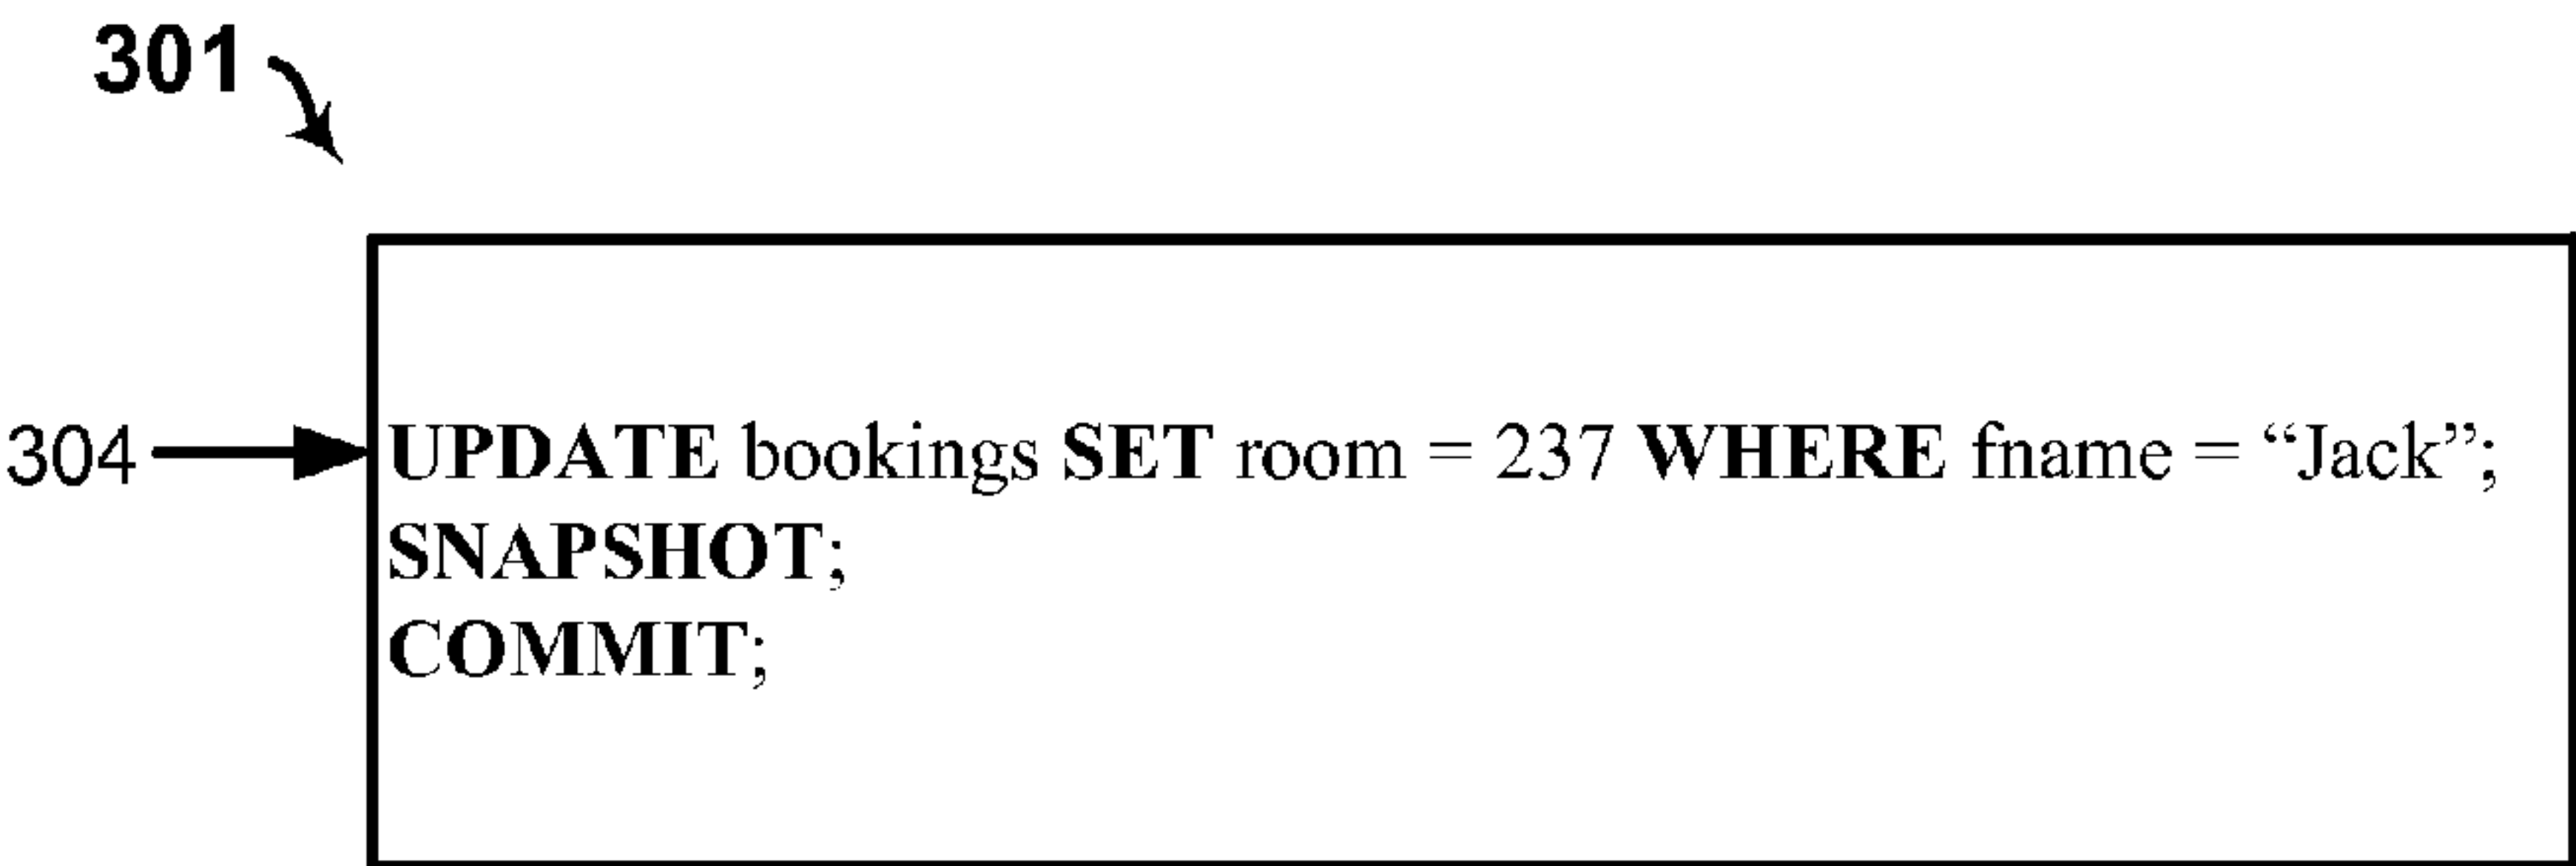 301
304 UPDATE bookings SET room = 237 WHERE fname = “Jack”;
SNAPSHOT;
COMMIT;